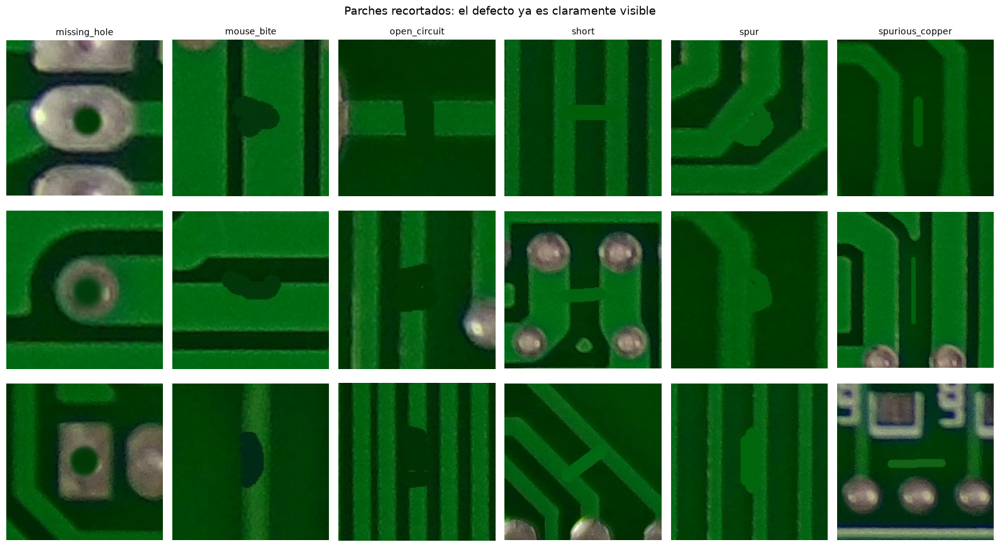 Parches recortados: el defecto ya es claramente visible
missing_hole
mouse_bite
open_circuit
short
spur
spurious_copper